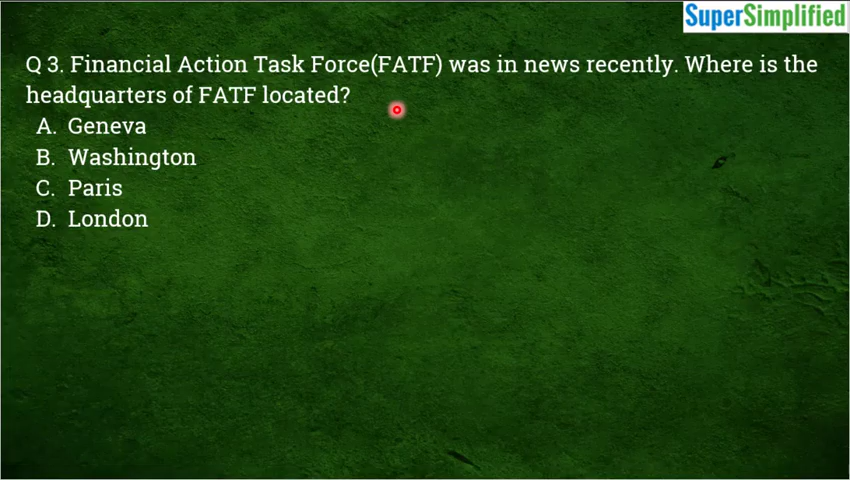 SuperSimplified
Q 3. Financial Action Task Force(FATF) was in news recently. Where is the
headquarters of FATF located?
A. Geneva
B. Washington
C. Paris
D. London